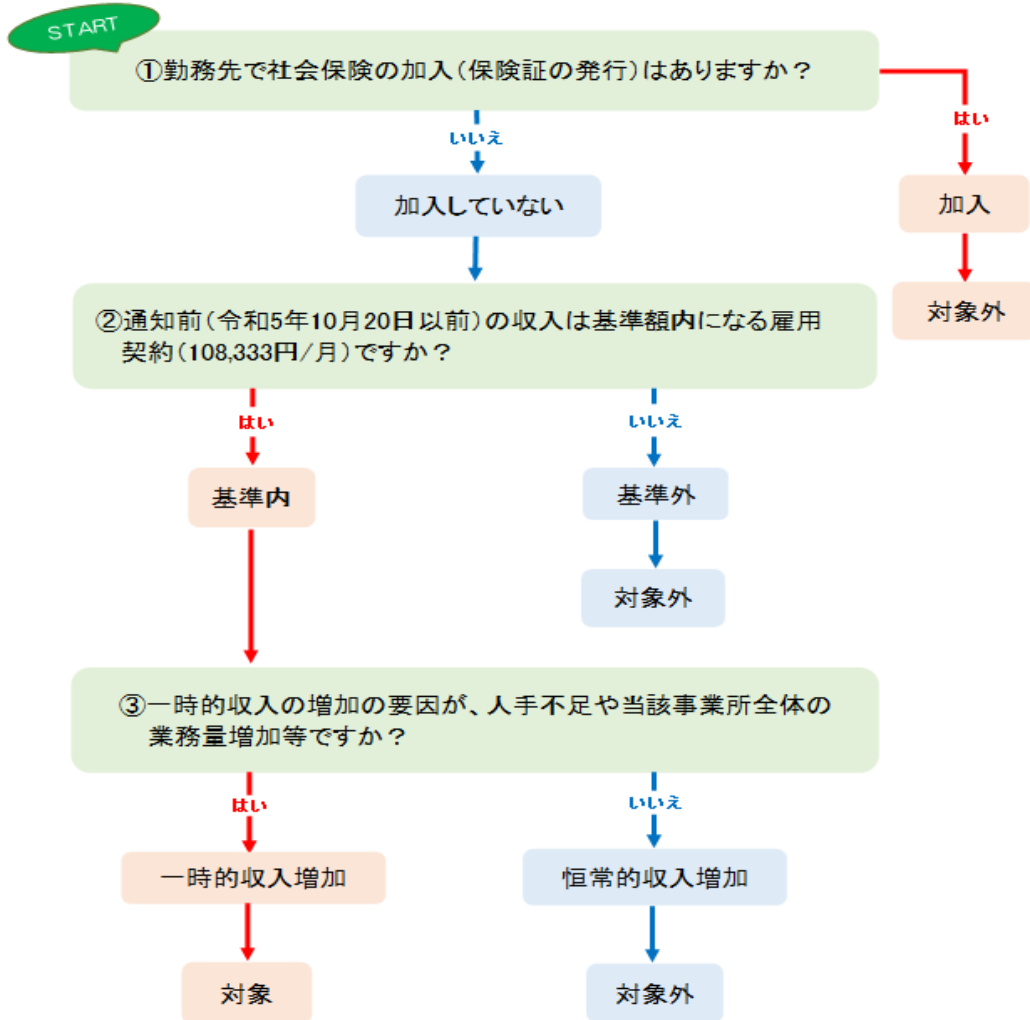 START
①勤務先で社会保険の加入(保険証の発行)はありますか？
いいえ
はい
加入していない
加入
対象外
②通知前(令和5年10月20日以前)の収入は基準額内になる雇用
契約(108,333円/月)ですか？
はい
いいえ
基準内
基準外
対象外
③一時的収入の増加の要因が、人手不足や当該事業所全体の
業務量増加等ですか？
はい
いいえ
一時的収入増加
恒常的収入増加
対象
対象外